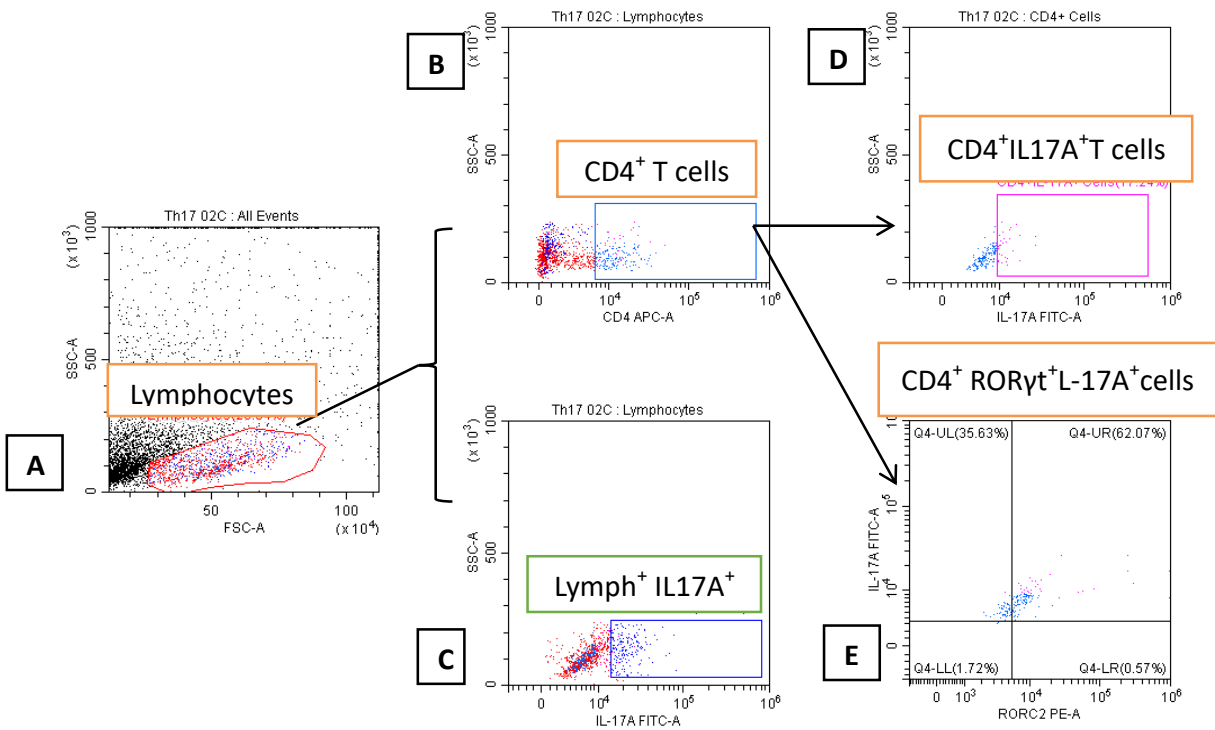 A
Th17 02C : All Events
(x 10³)
1000
500
0
SSC-A
Lymphocytes
50
100
FSC-A
(x 10⁴)
B
Th17 02C : Lymphocytes
(x 10³)
1000
500
0
SSC-A
CD4⁺ T cells
0
10⁴
10⁵
10⁶
CD4 APC-A
C
Th17 02C : Lymphocytes
(x 10³)
1000
500
0
SSC-A
Lymph⁺ IL17A⁺
0
10⁴
10⁵
10⁶
IL-17A FITC-A
D
Th17 02C : CD4+ Cells
(x 10³)
1000
500
0
SSC-A
CD4⁺IL17A⁺T cells
0
10⁴
10⁵
10⁶
IL-17A FITC-A
CD4⁺ RORγt⁺L-17A⁺cells
E
Q4-UL(35.63%)
Q4-UR(62.07%)
Q4-LL(1.72%)
Q4-LR(0.57%)
10⁵
10⁴
0
IL-17A FITC-A
0
10³
10⁴
10⁵
10⁶
RORC2 PE-A